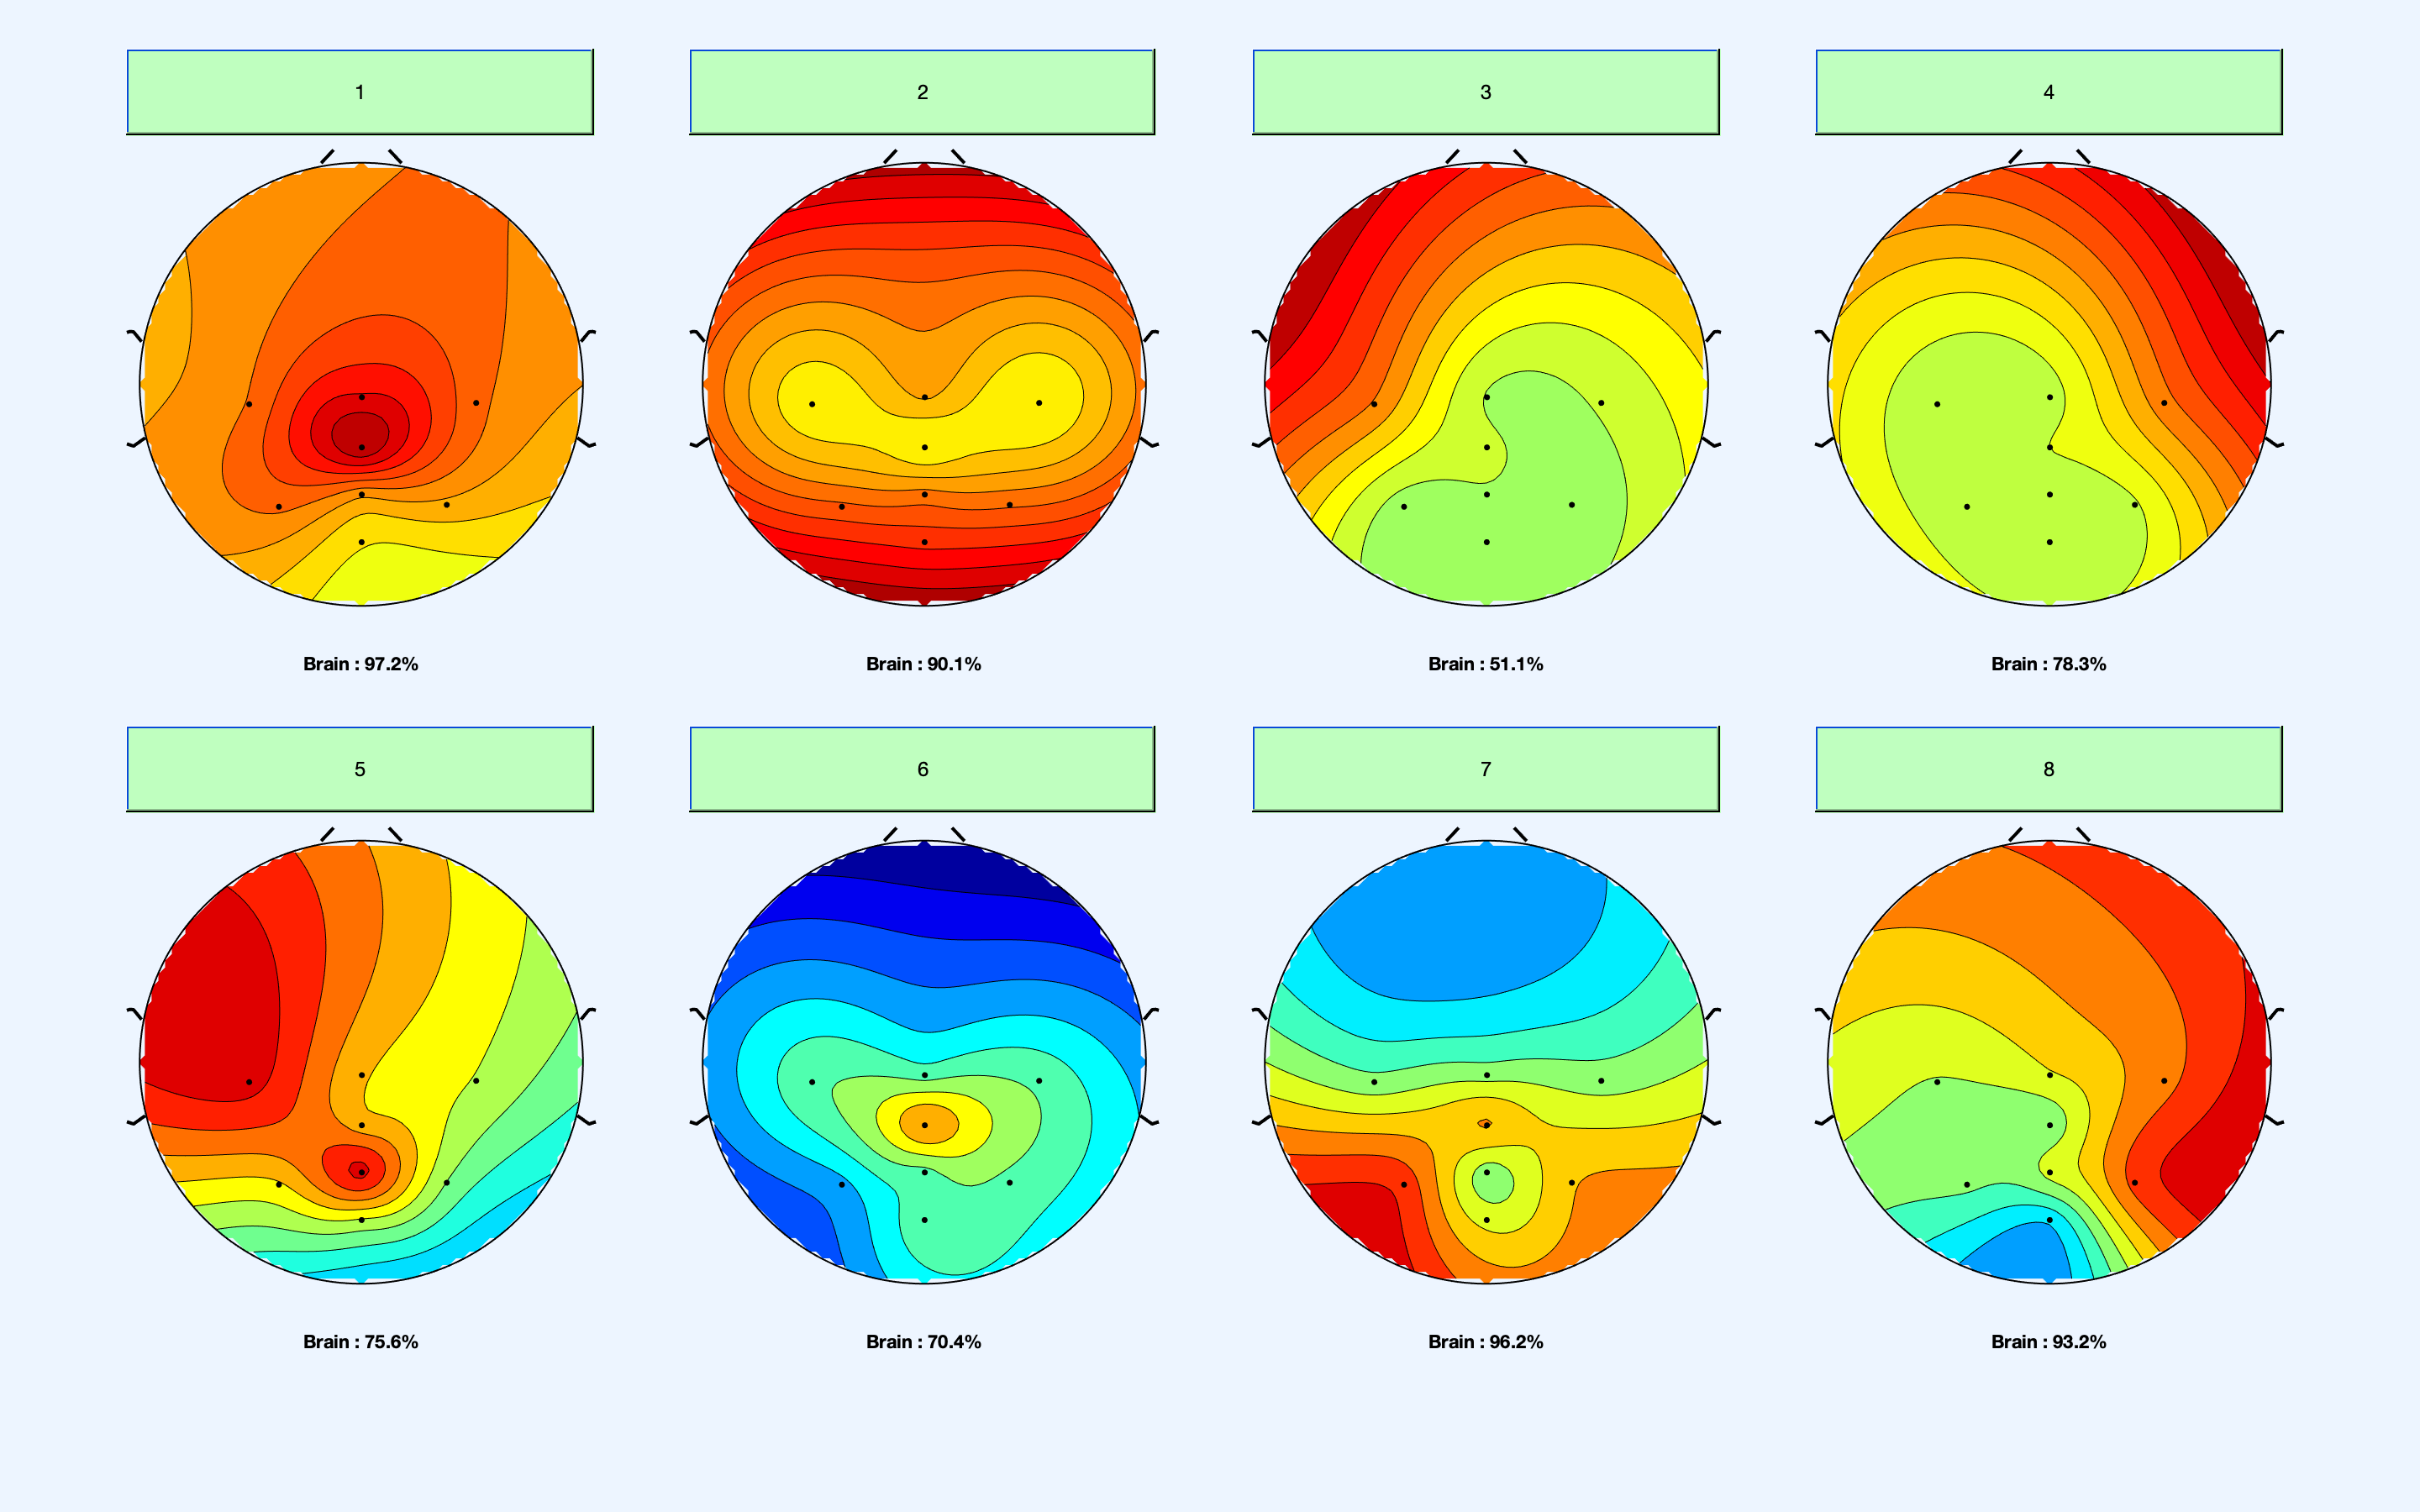 1
2
3
4
Brain : 97.2%
Brain : 90.1%
Brain : 51.1%
Brain : 78.3%
5
6
7
8
Brain : 75.6%
Brain : 70.4%
Brain : 96.2%
Brain : 93.2%